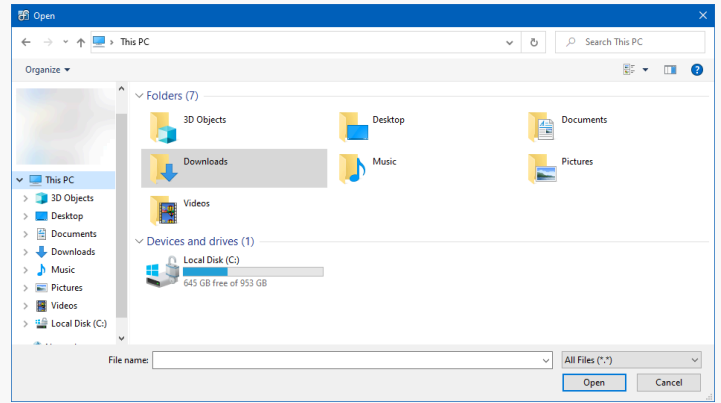 Open
This PC
Search This PC
Organize
Folders (7)
3D Objects
Desktop
Documents
Downloads
Music
Pictures
Videos
Devices and drives (1)
Local Disk (C:)
645 GB free of 953 GB
This PC
3D Objects
Desktop
Documents
Downloads
Music
Pictures
Videos
Local Disk (C:)
File name:
All Files (*.*)
Open
Cancel